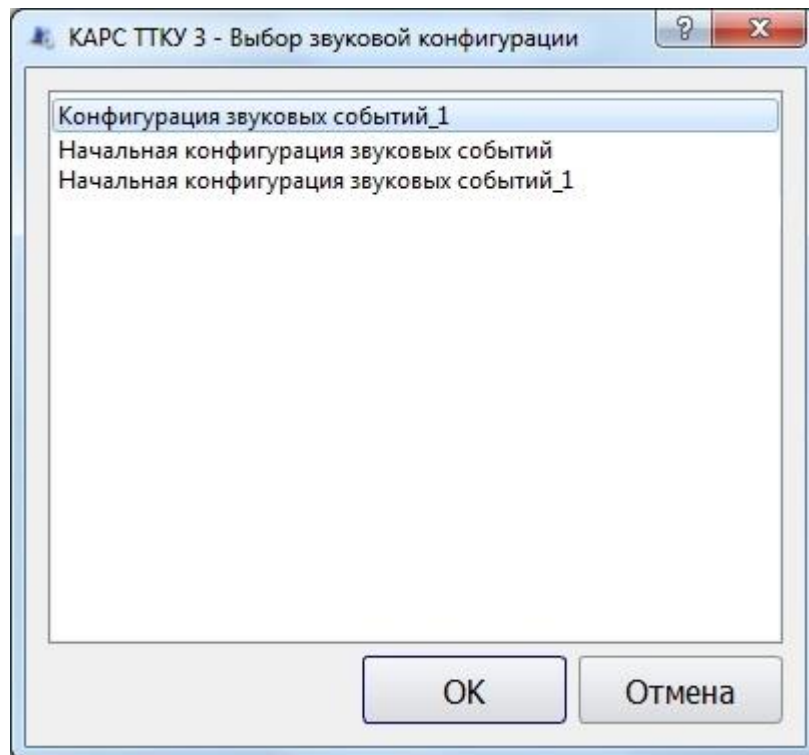 КАРС ТТКУ 3 - Выбор звуковой конфигурации
Конфигурация звуковых событий_1
Начальная конфигурация звуковых событий
Начальная конфигурация звуковых событий_1
OK
Отмена